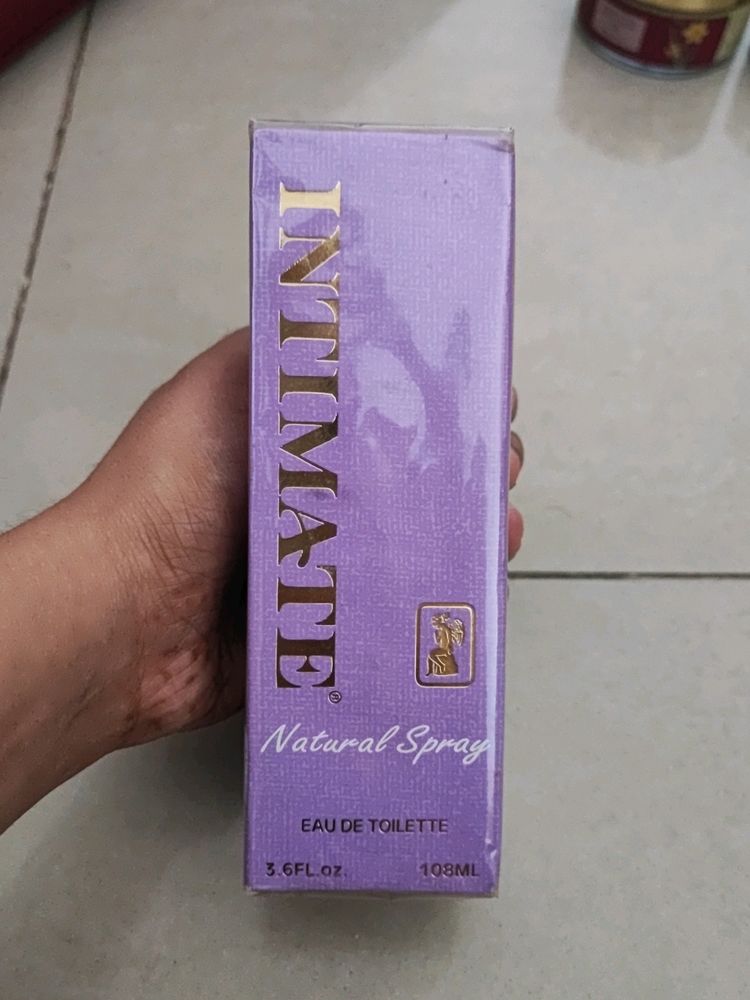 INTIMATE®
Natural Spray
EAU DE TOILETTE
3.6FL.oz. 108ML